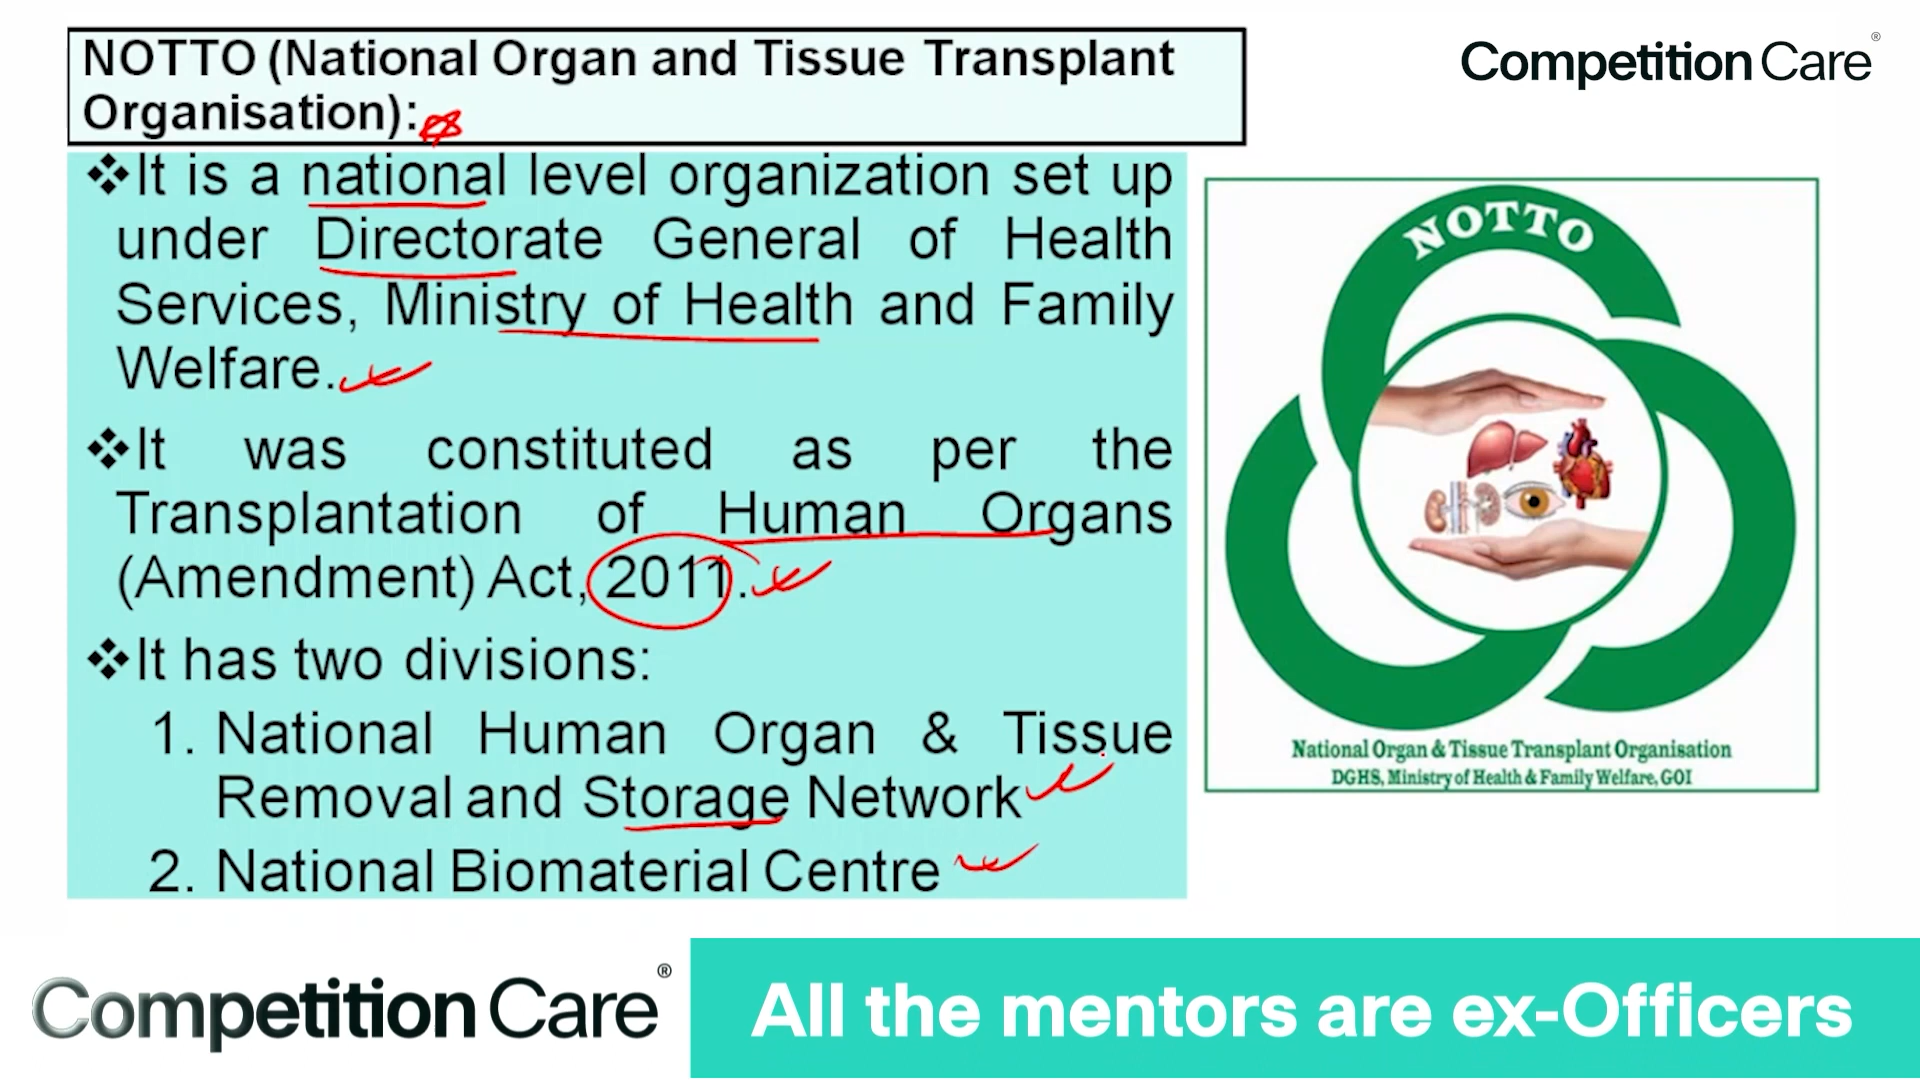 NOTTO (National Organ and Tissue Transplant
Organisation):
Competition Care®
❖It is a national level organization set up
under Directorate General of Health
Services, Ministry of Health and Family
Welfare.
❖It was constituted as per the
Transplantation of Human Organs
(Amendment) Act, 2011.
❖It has two divisions:
1. National Human Organ & Tissue
Removal and Storage Network
2. National Biomaterial Centre
NOTTO
National Organ & Tissue Transplant Organisation
DGHS, Ministry of Health & Family Welfare, GOI
Competition Care®
All the mentors are ex-Officers